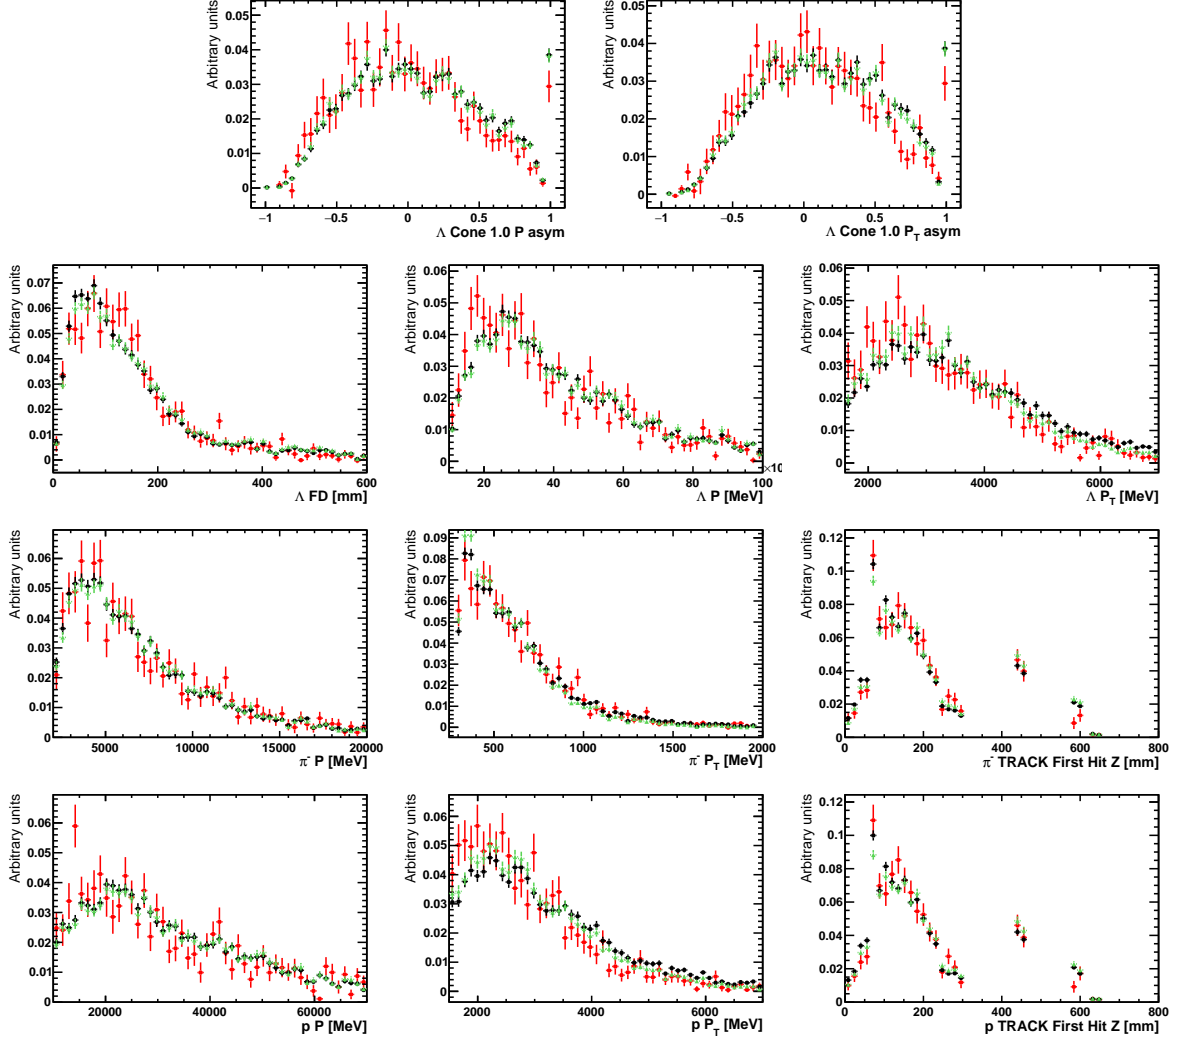 Arbitrary units
0.05
0.04
0.03
0.02
0.01
0
−1 −0.5 0 0.5 1
Λ Cone 1.0 P asym
Arbitrary units
0.05
0.04
0.03
0.02
0.01
0
−1 −0.5 0 0.5 1
Λ Cone 1.0 P_T asym
Arbitrary units
0.07
0.06
0.05
0.04
0.03
0.02
0.01
0
0 200 400 600
Λ FD [mm]
Arbitrary units
0.06
0.05
0.04
0.03
0.02
0.01
0
20 40 60 80 100
×10
Λ P [MeV]
Arbitrary units
0.06
0.05
0.04
0.03
0.02
0.01
0
2000 4000 6000
Λ P_T [MeV]
Arbitrary units
0.06
0.05
0.04
0.03
0.02
0.01
0
5000 10000 15000 20000
π⁻ P [MeV]
Arbitrary units
0.09
0.08
0.07
0.06
0.05
0.04
0.03
0.02
0.01
0
500 1000 1500 2000
π⁻ P_T [MeV]
Arbitrary units
0.12
0.1
0.08
0.06
0.04
0.02
0
0 200 400 600 800
π⁻ TRACK First Hit Z [mm]
Arbitrary units
0.06
0.05
0.04
0.03
0.02
0.01
0
20000 40000 60000
p P [MeV]
Arbitrary units
0.06
0.05
0.04
0.03
0.02
0.01
0
2000 4000 6000
p P_T [MeV]
Arbitrary units
0.12
0.1
0.08
0.06
0.04
0.02
0
0 200 400 600 800
p TRACK First Hit Z [mm]